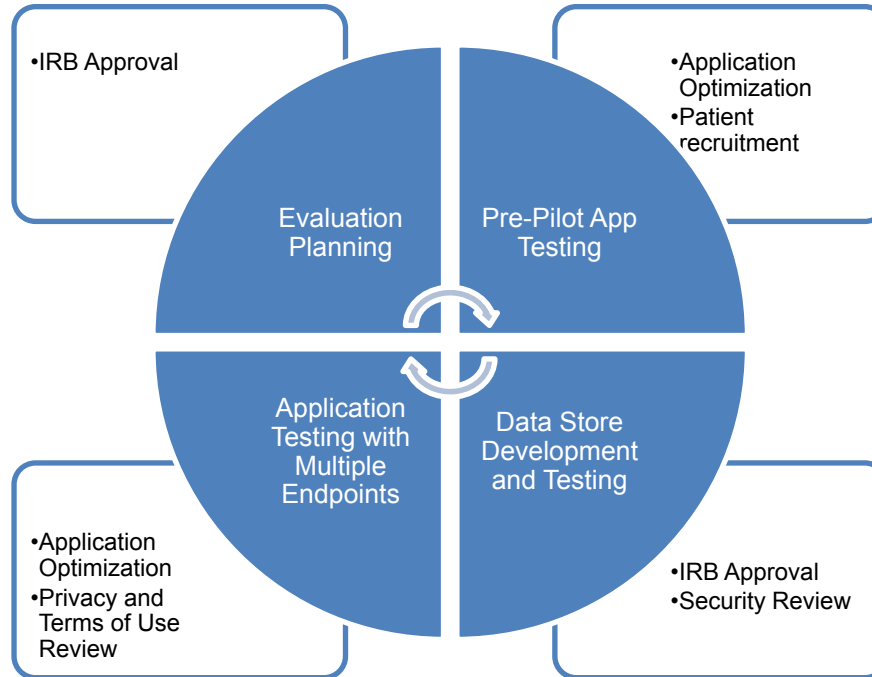 •IRB Approval
•Application
Optimization
•Patient
recruitment
Evaluation
Planning
Pre-Pilot App
Testing
Application
Testing with
Multiple
Endpoints
Data Store
Development
and Testing
•Application
Optimization
•Privacy and
Terms of Use
Review
•IRB Approval
•Security Review